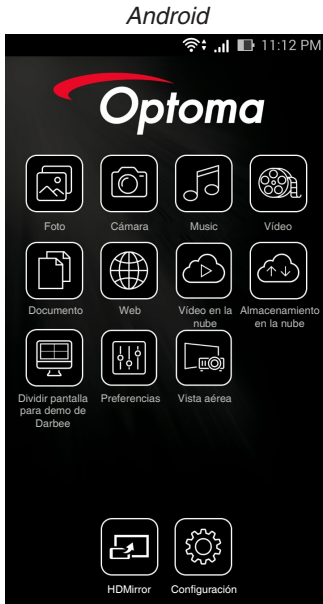 Android
11:12 PM
Optoma
Foto Cámara Music Vídeo
Documento Web Vídeo en la nube Almacenamiento en la nube
Dividir pantalla para demo de Darbee Preferencias Vista aérea
HDMirror Configuración